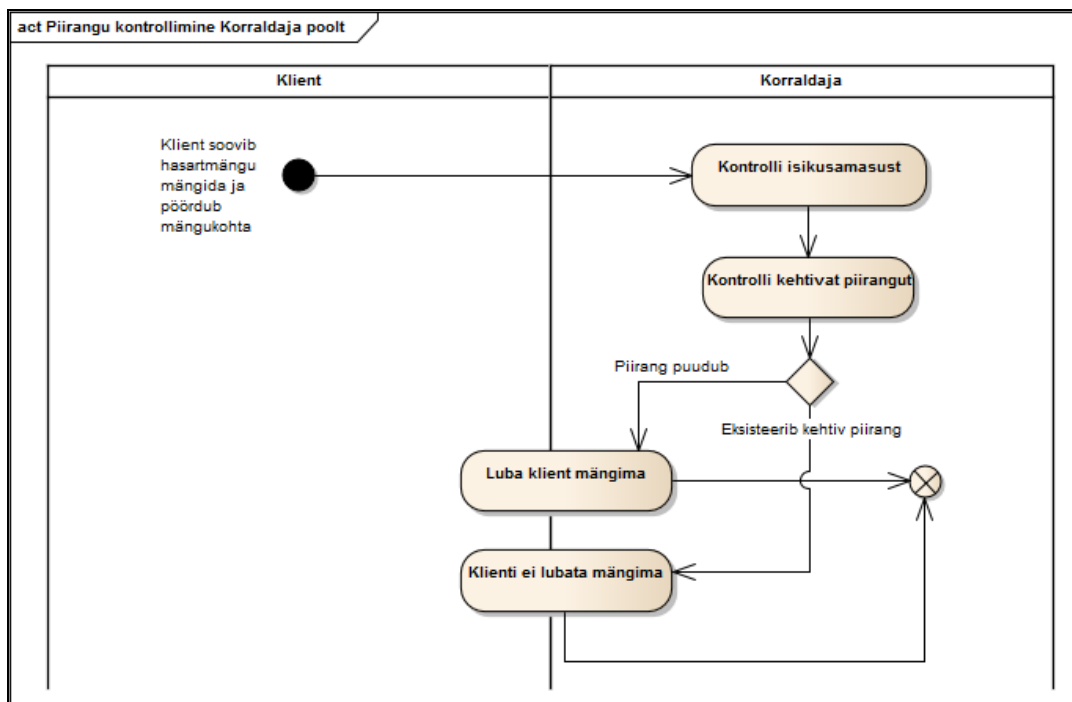 act Piirangu kontrollimine Korraldaja poolt
Klient
Korraldaja
Klient soovib
hasartmängu
mängida ja
pöördub
mängukohta
Kontrolli isikusamasust
Kontrolli kehtivat piirangut
Piirang puudub
Eksisteerib kehtiv piirang
Luba klient mängima
Klienti ei lubata mängima